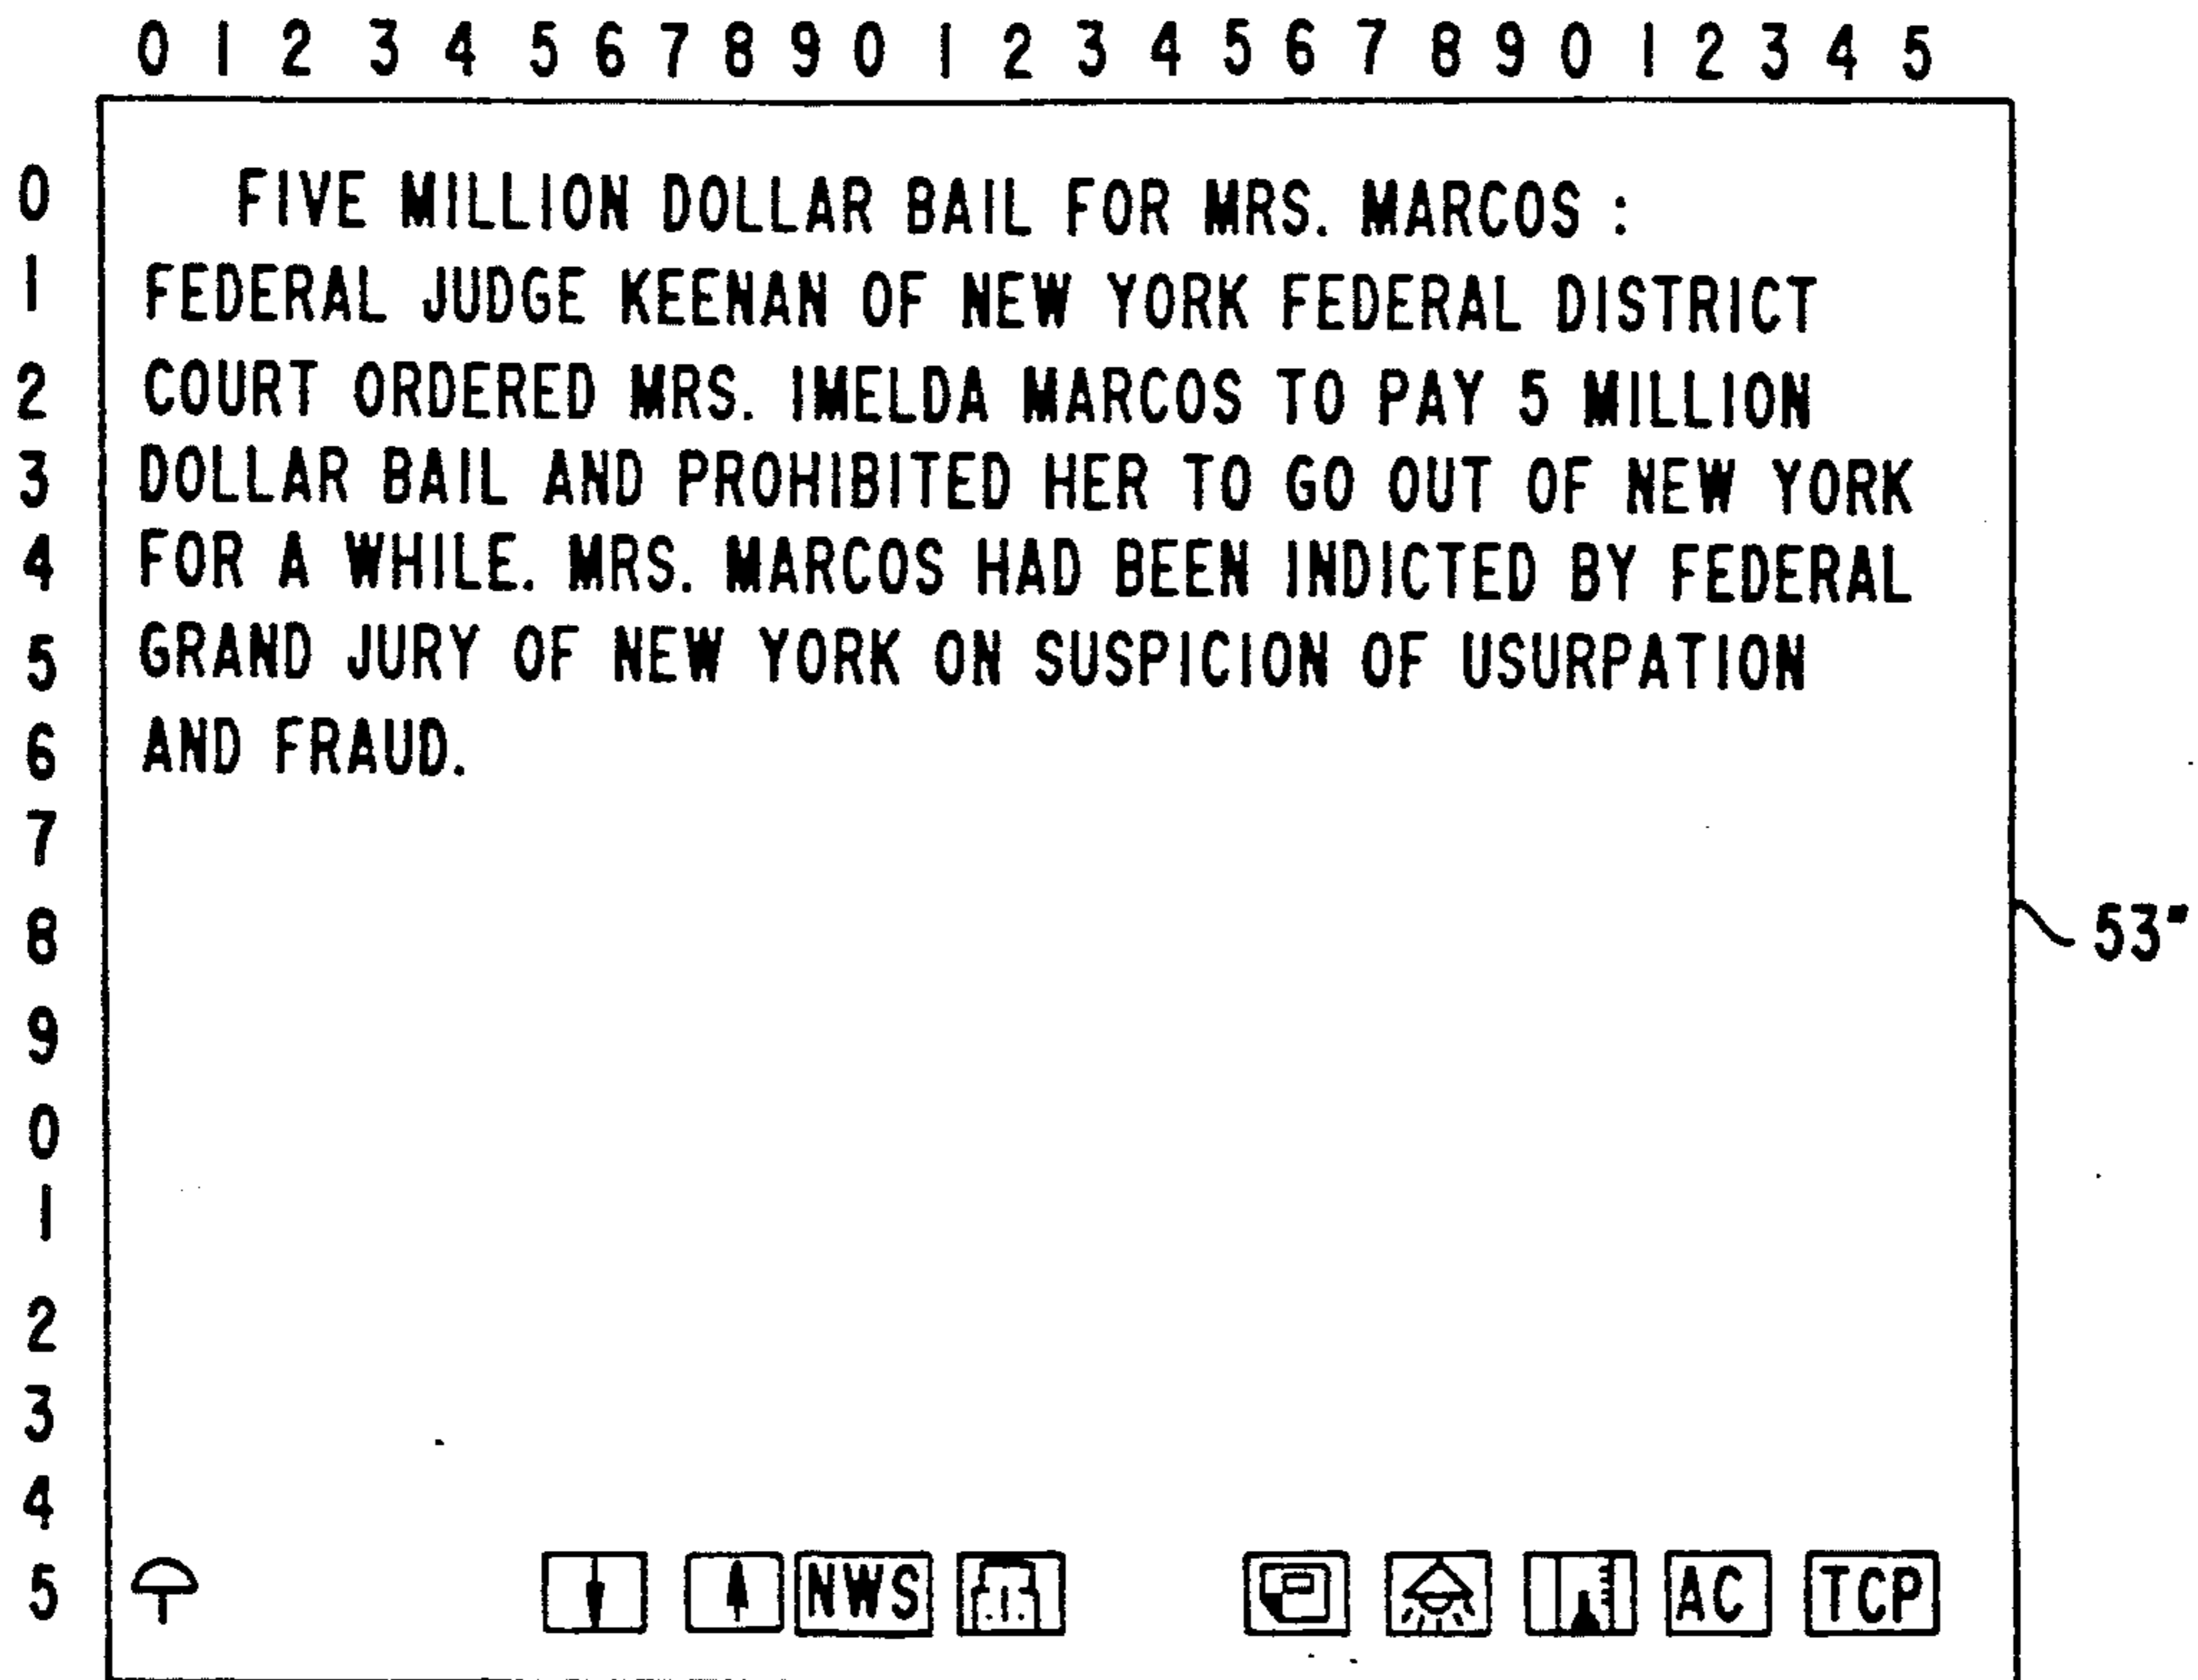 0 1 2 3 4 5 6 7 8 9 0 1 2 3 4 5 6 7 8 9 0 1 2 3 4 5
0 FIVE MILLION DOLLAR BAIL FOR MRS. MARCOS :
1 FEDERAL JUDGE KEENAN OF NEW YORK FEDERAL DISTRICT
2 COURT ORDERED MRS. IMELDA MARCOS TO PAY 5 MILLION
3 DOLLAR BAIL AND PROHIBITED HER TO GO OUT OF NEW YORK
4 FOR A WHILE. MRS. MARCOS HAD BEEN INDICTED BY FEDERAL
5 GRAND JURY OF NEW YORK ON SUSPICION OF USURPATION
6 AND FRAUD.
7
8 53"
9
0
1
2
3
4
5 NWS AC TCP